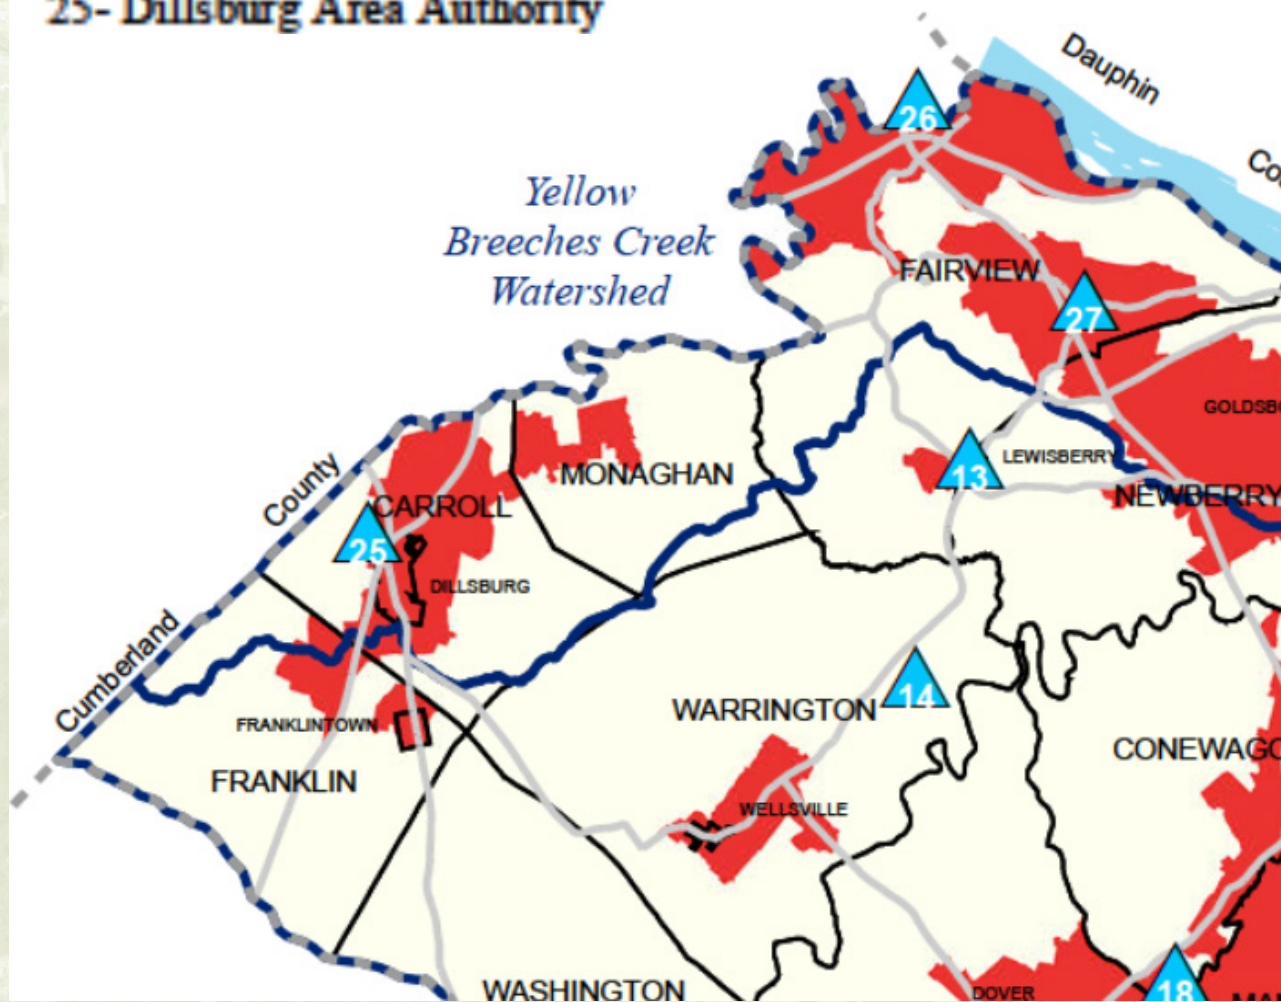 25- Dillsburg Area Authority
Dauphin
26
Yellow
Breeches Creek
Watershed
FAIRVIEW
27
GOLDSB
LEWISBERRY
13
MONAGHAN
County
CARROLL
NEWBERRY
25
DILLSBURG
Cumberland
WARRINGTON
14
FRANKLINTOWN
CONEWAGO
FRANKLIN
WELLSVILLE
WASHINGTON
DOVER
18